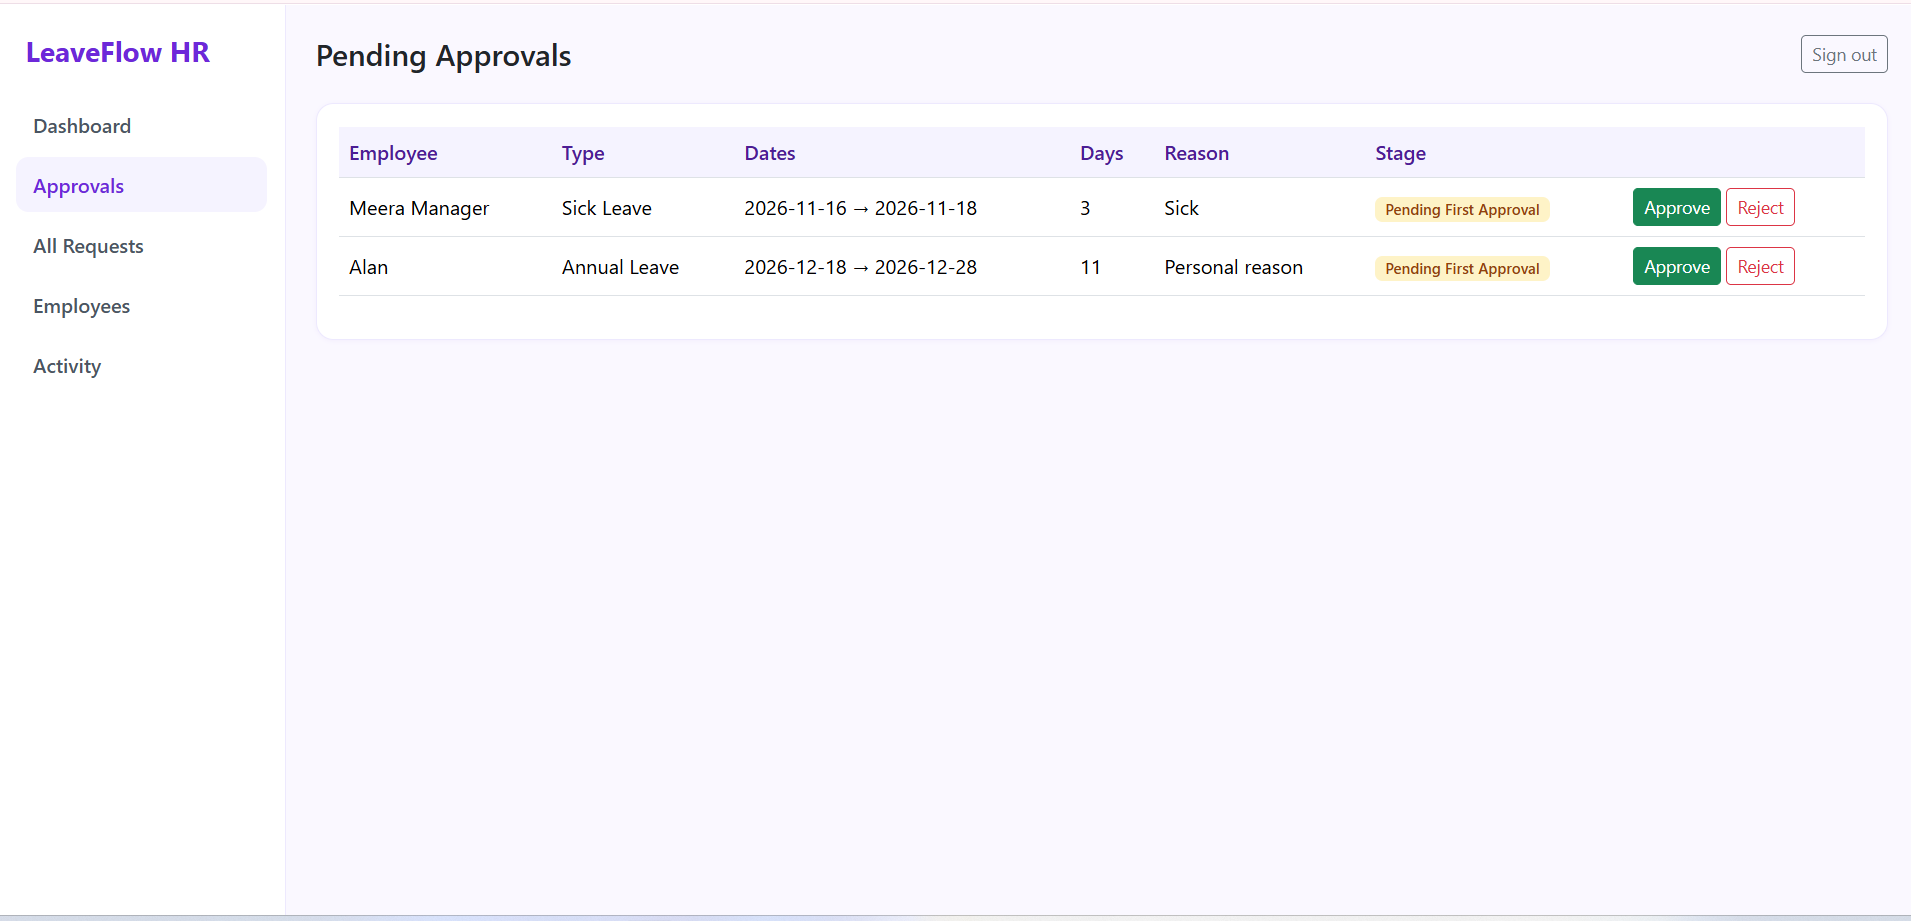 LeaveFlow HR
Dashboard
Approvals
All Requests
Employees
Activity
Pending Approvals
Sign out
Employee Type Dates Days Reason Stage
Meera Manager Sick Leave 2026-11-16 → 2026-11-18 3 Sick Pending First Approval Approve Reject
Alan Annual Leave 2026-12-18 → 2026-12-28 11 Personal reason Pending First Approval Approve Reject